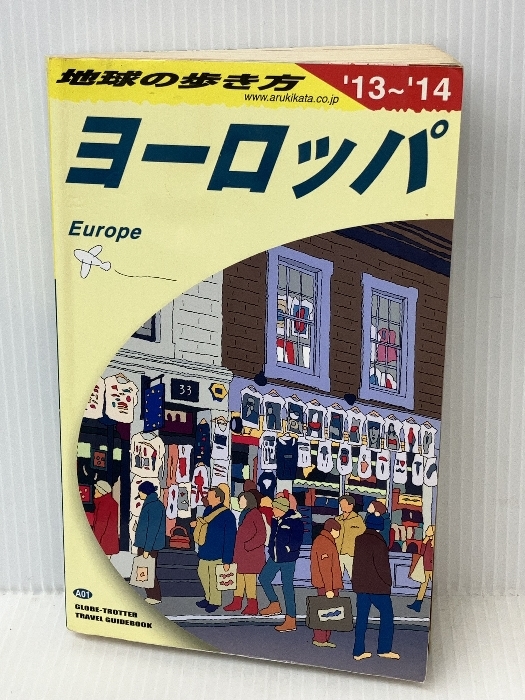 地球の歩き方
www.arukikata.co.jp
'13~'14
ヨーロッパ
Europe
33
A01
GLOBE-TROTTER
TRAVEL GUIDEBOOK